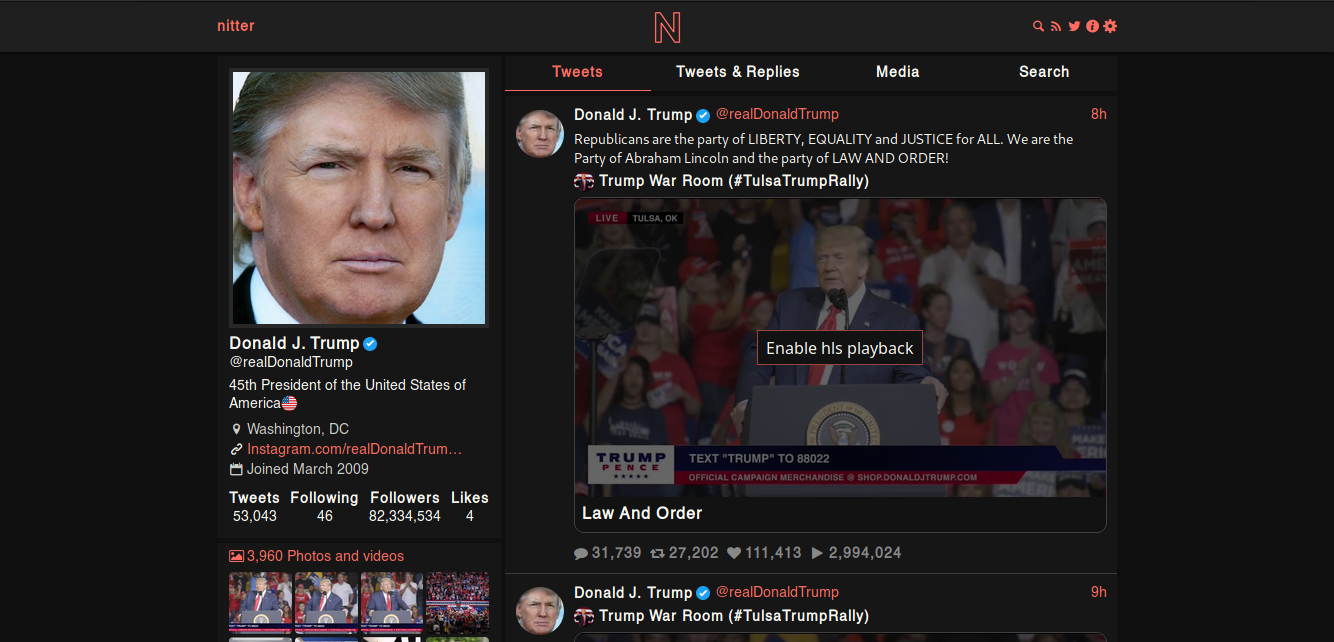 nitter
N
Tweets
Tweets & Replies
Media
Search
Donald J. Trump
@realDonaldTrump
45th President of the United States of
America
Washington, DC
Instagram.com/realDonaldTrum…
Joined March 2009
Tweets Following Followers Likes
53,043 46 82,334,534 4
3,960 Photos and videos
Donald J. Trump @realDonaldTrump 8h
Republicans are the party of LIBERTY, EQUALITY and JUSTICE for ALL. We are the
Party of Abraham Lincoln and the party of LAW AND ORDER!
Trump War Room (#TulsaTrumpRally)
LIVE TULSA, OK
Enable hls playback
TRUMP
PENCE
TEXT "TRUMP" TO 88022
OFFICIAL CAMPAIGN MERCHANDISE @ SHOP.DONALDJTRUMP.COM
Law And Order
31,739 27,202 111,413 2,994,024
Donald J. Trump @realDonaldTrump 9h
Trump War Room (#TulsaTrumpRally)